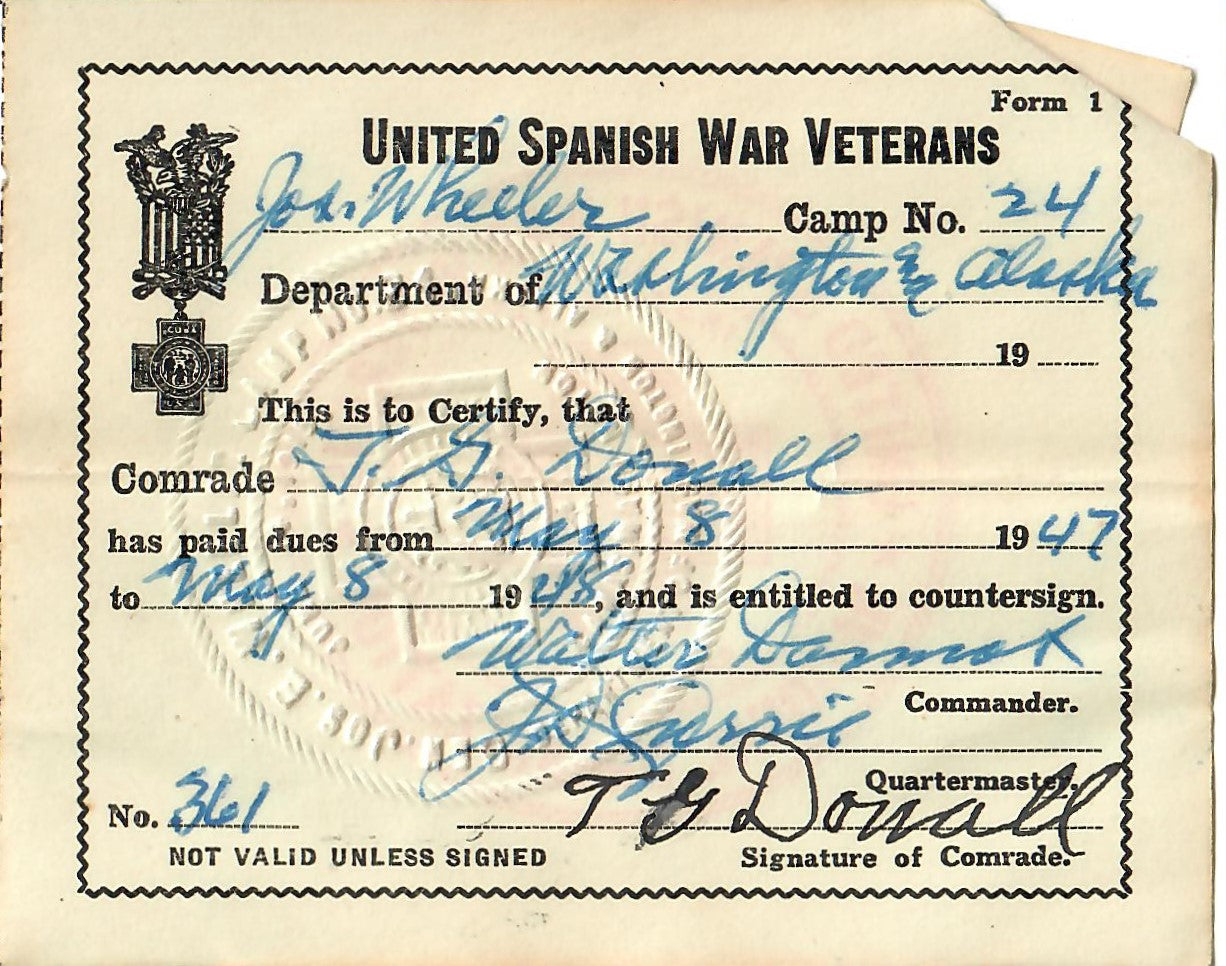 Form 1
UNITED SPANISH WAR VETERANS
Jos. Wheeler Camp No. 24
Department of Washington & Alaska
19
This is to Certify, that
Comrade T. G. Donall
has paid dues from May 8 1947
to May 8 1948, and is entitled to countersign.
Walter
Commander.
Quartermaster.
No. 361
T G Donall
NOT VALID UNLESS SIGNED
Signature of Comrade.